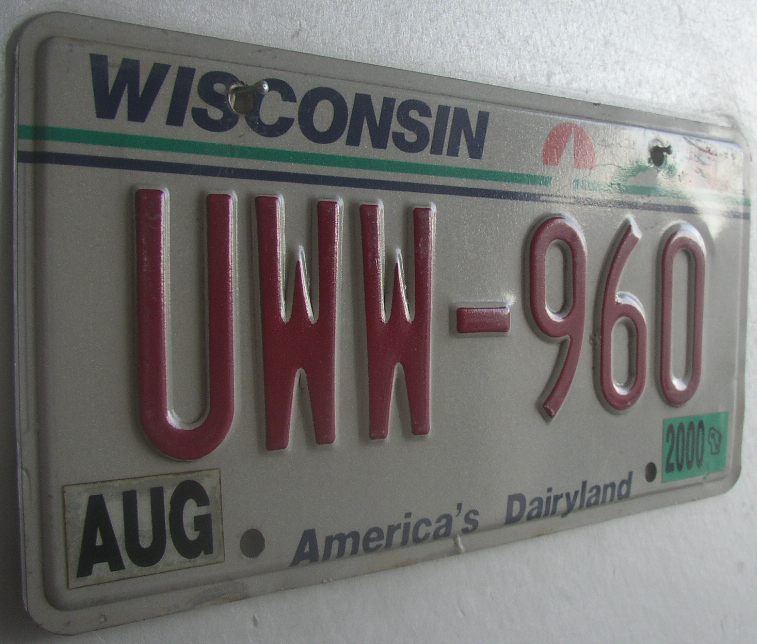 WISCONSIN
UWW-960
AUG
America's Dairyland
2000